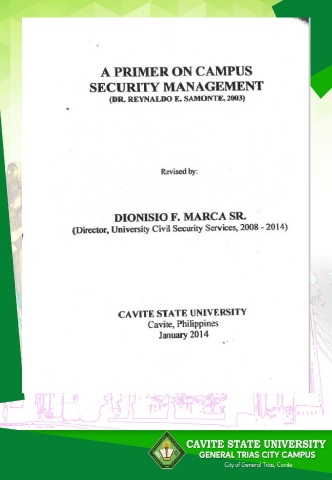 A PRIMER ON CAMPUS
SECURITY MANAGEMENT
(DR. REYNALDO E. SAMONTE, 2003)
Revised by:
DIONISIO F. MARCA SR.
(Director, University Civil Security Services, 2008 - 2014)
CAVITE STATE UNIVERSITY
Cavite, Philippines
January 2014
CAVITE STATE UNIVERSITY
GENERAL TRIAS CITY CAMPUS
City of General Trias, Cavite